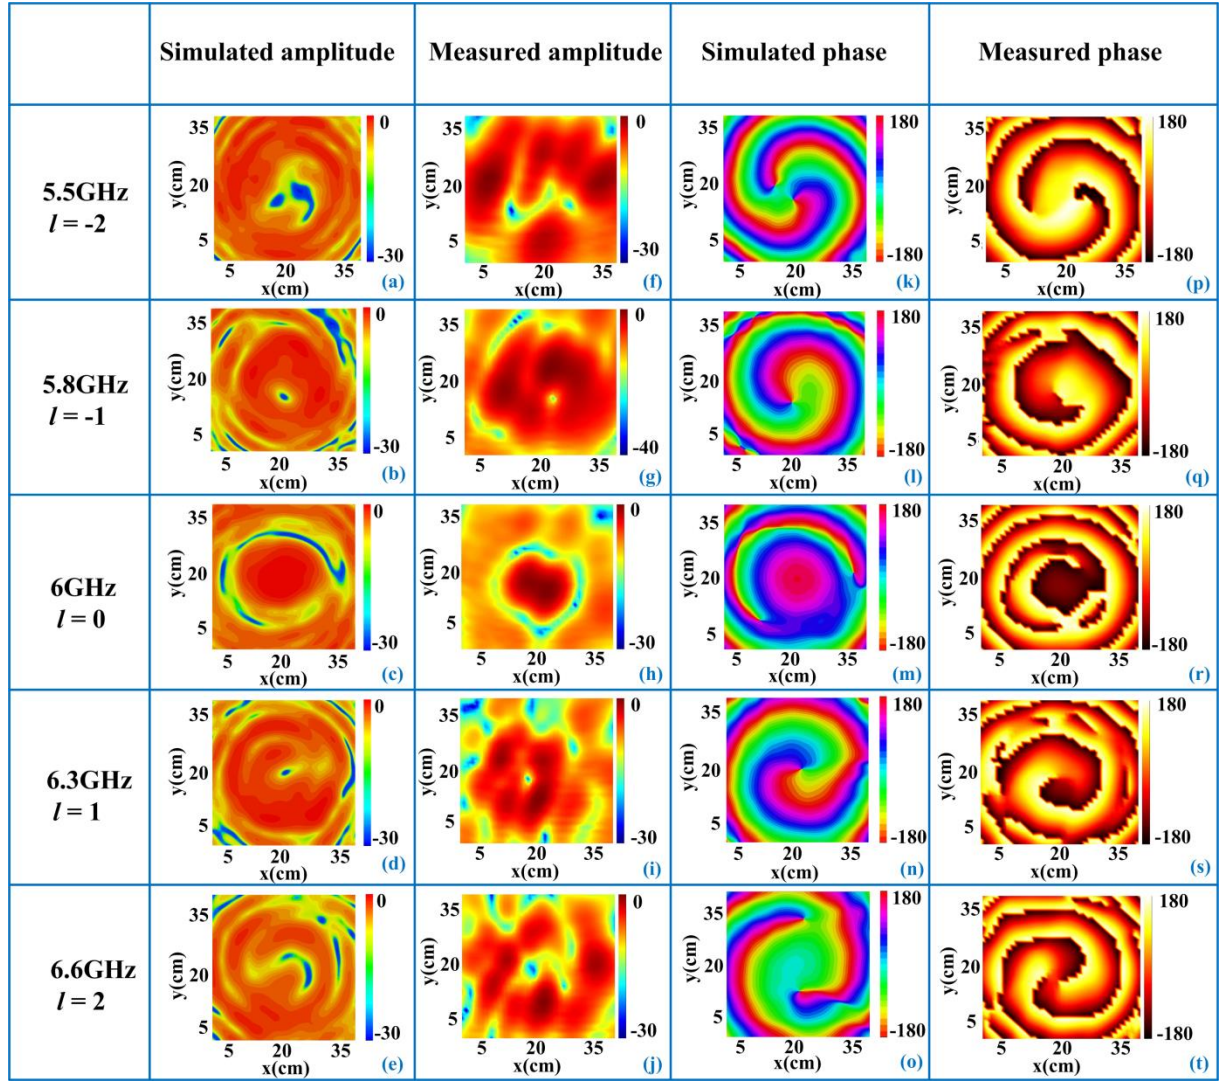 Simulated amplitude Measured amplitude Simulated phase Measured phase
5.5GHz
l = -2
y(cm) 35 20 5
5 20 35
x(cm)
0 -30
(a)
y(cm) 35 20 5
5 20 35
x(cm)
0 -30
(f)
y(cm) 35 20 5
5 20 35
x(cm)
180 -180
(k)
y(cm) 35 20 5
5 20 35
x(cm)
180 -180
(p)
5.8GHz
l = -1
y(cm) 35 20 5
5 20 35
x(cm)
0 -30
(b)
y(cm) 35 20 5
5 20 35
x(cm)
0 -40
(g)
y(cm) 35 20 5
5 20 35
x(cm)
180 -180
(l)
y(cm) 35 20 5
5 20 35
x(cm)
180 -180
(q)
6GHz
l = 0
y(cm) 35 20 5
5 20 35
x(cm)
0 -30
(c)
y(cm) 35 20 5
5 20 35
x(cm)
0 -30
(h)
y(cm) 35 20 5
5 20 35
x(cm)
180 -180
(m)
y(cm) 35 20 5
5 20 35
x(cm)
180 -180
(r)
6.3GHz
l = 1
y(cm) 35 20 5
5 20 35
x(cm)
0 -30
(d)
y(cm) 35 20 5
5 20 35
x(cm)
0 -30
(i)
y(cm) 35 20 5
5 20 35
x(cm)
180 -180
(n)
y(cm) 35 20 5
5 20 35
x(cm)
180 -180
(s)
6.6GHz
l = 2
y(cm) 35 20 5
5 20 35
x(cm)
0 -30
(e)
y(cm) 35 20 5
5 20 35
x(cm)
0 -30
(j)
y(cm) 35 20 5
5 20 35
x(cm)
180 -180
(o)
y(cm) 35 20 5
5 20 35
x(cm)
180 -180
(t)